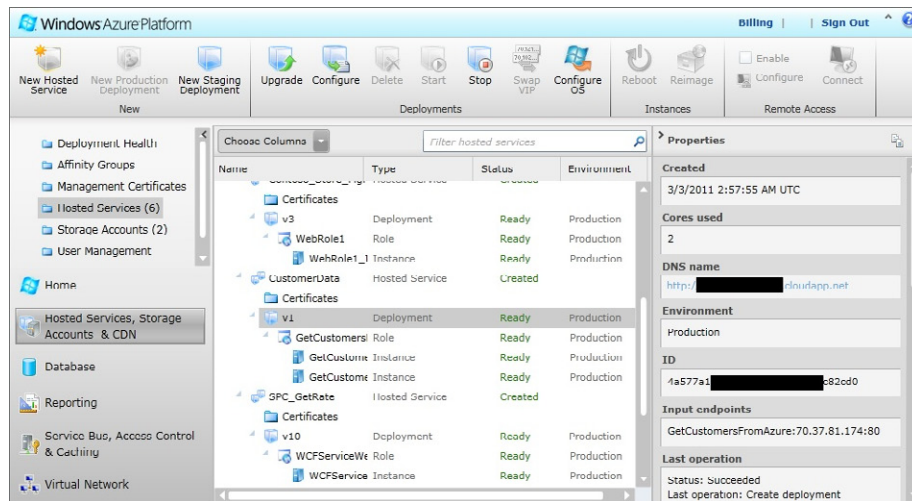 Windows Azure Platform
Billing | | Sign Out
New Hosted Service
New Production Deployment
New Staging Deployment
New
Upgrade Configure Delete Start Stop Swap VIP Configure OS
Deployments
Reboot Reimage
Instances
Enable
Configure
Connect
Remote Access
Deployment Health
Affinity Groups
Management Certificates
Hosted Services (6)
Storage Accounts (2)
User Management
Home
Hosted Services, Storage Accounts & CDN
Database
Reporting
Service Bus, Access Control & Caching
Virtual Network
Choose Columns
Filter hosted services
Name Type Status Environment
Certificates
v3 Deployment Ready Production
WebRole1 Role Ready Production
WebRole1_ Instance Ready Production
CustomerData Hosted Service Created
Certificates
v1 Deployment Ready Production
GetCustomers Role Ready Production
GetCustome Instance Ready Production
GetCustome Instance Ready Production
SPC_GetRate Hosted Service Created
Certificates
v10 Deployment Ready Production
WCFServiceWe Role Ready Production
WCFService Instance Ready Production
Properties
Created
3/3/2011 2:57:55 AM UTC
Cores used
2
DNS name
http:/ cloudapp.net
Environment
Production
ID
4a577a1 c82cd0
Input endpoints
GetCustomersFromAzure:70.37.81.174:80
Last operation
Status: Succeeded
Last operation: Create deployment